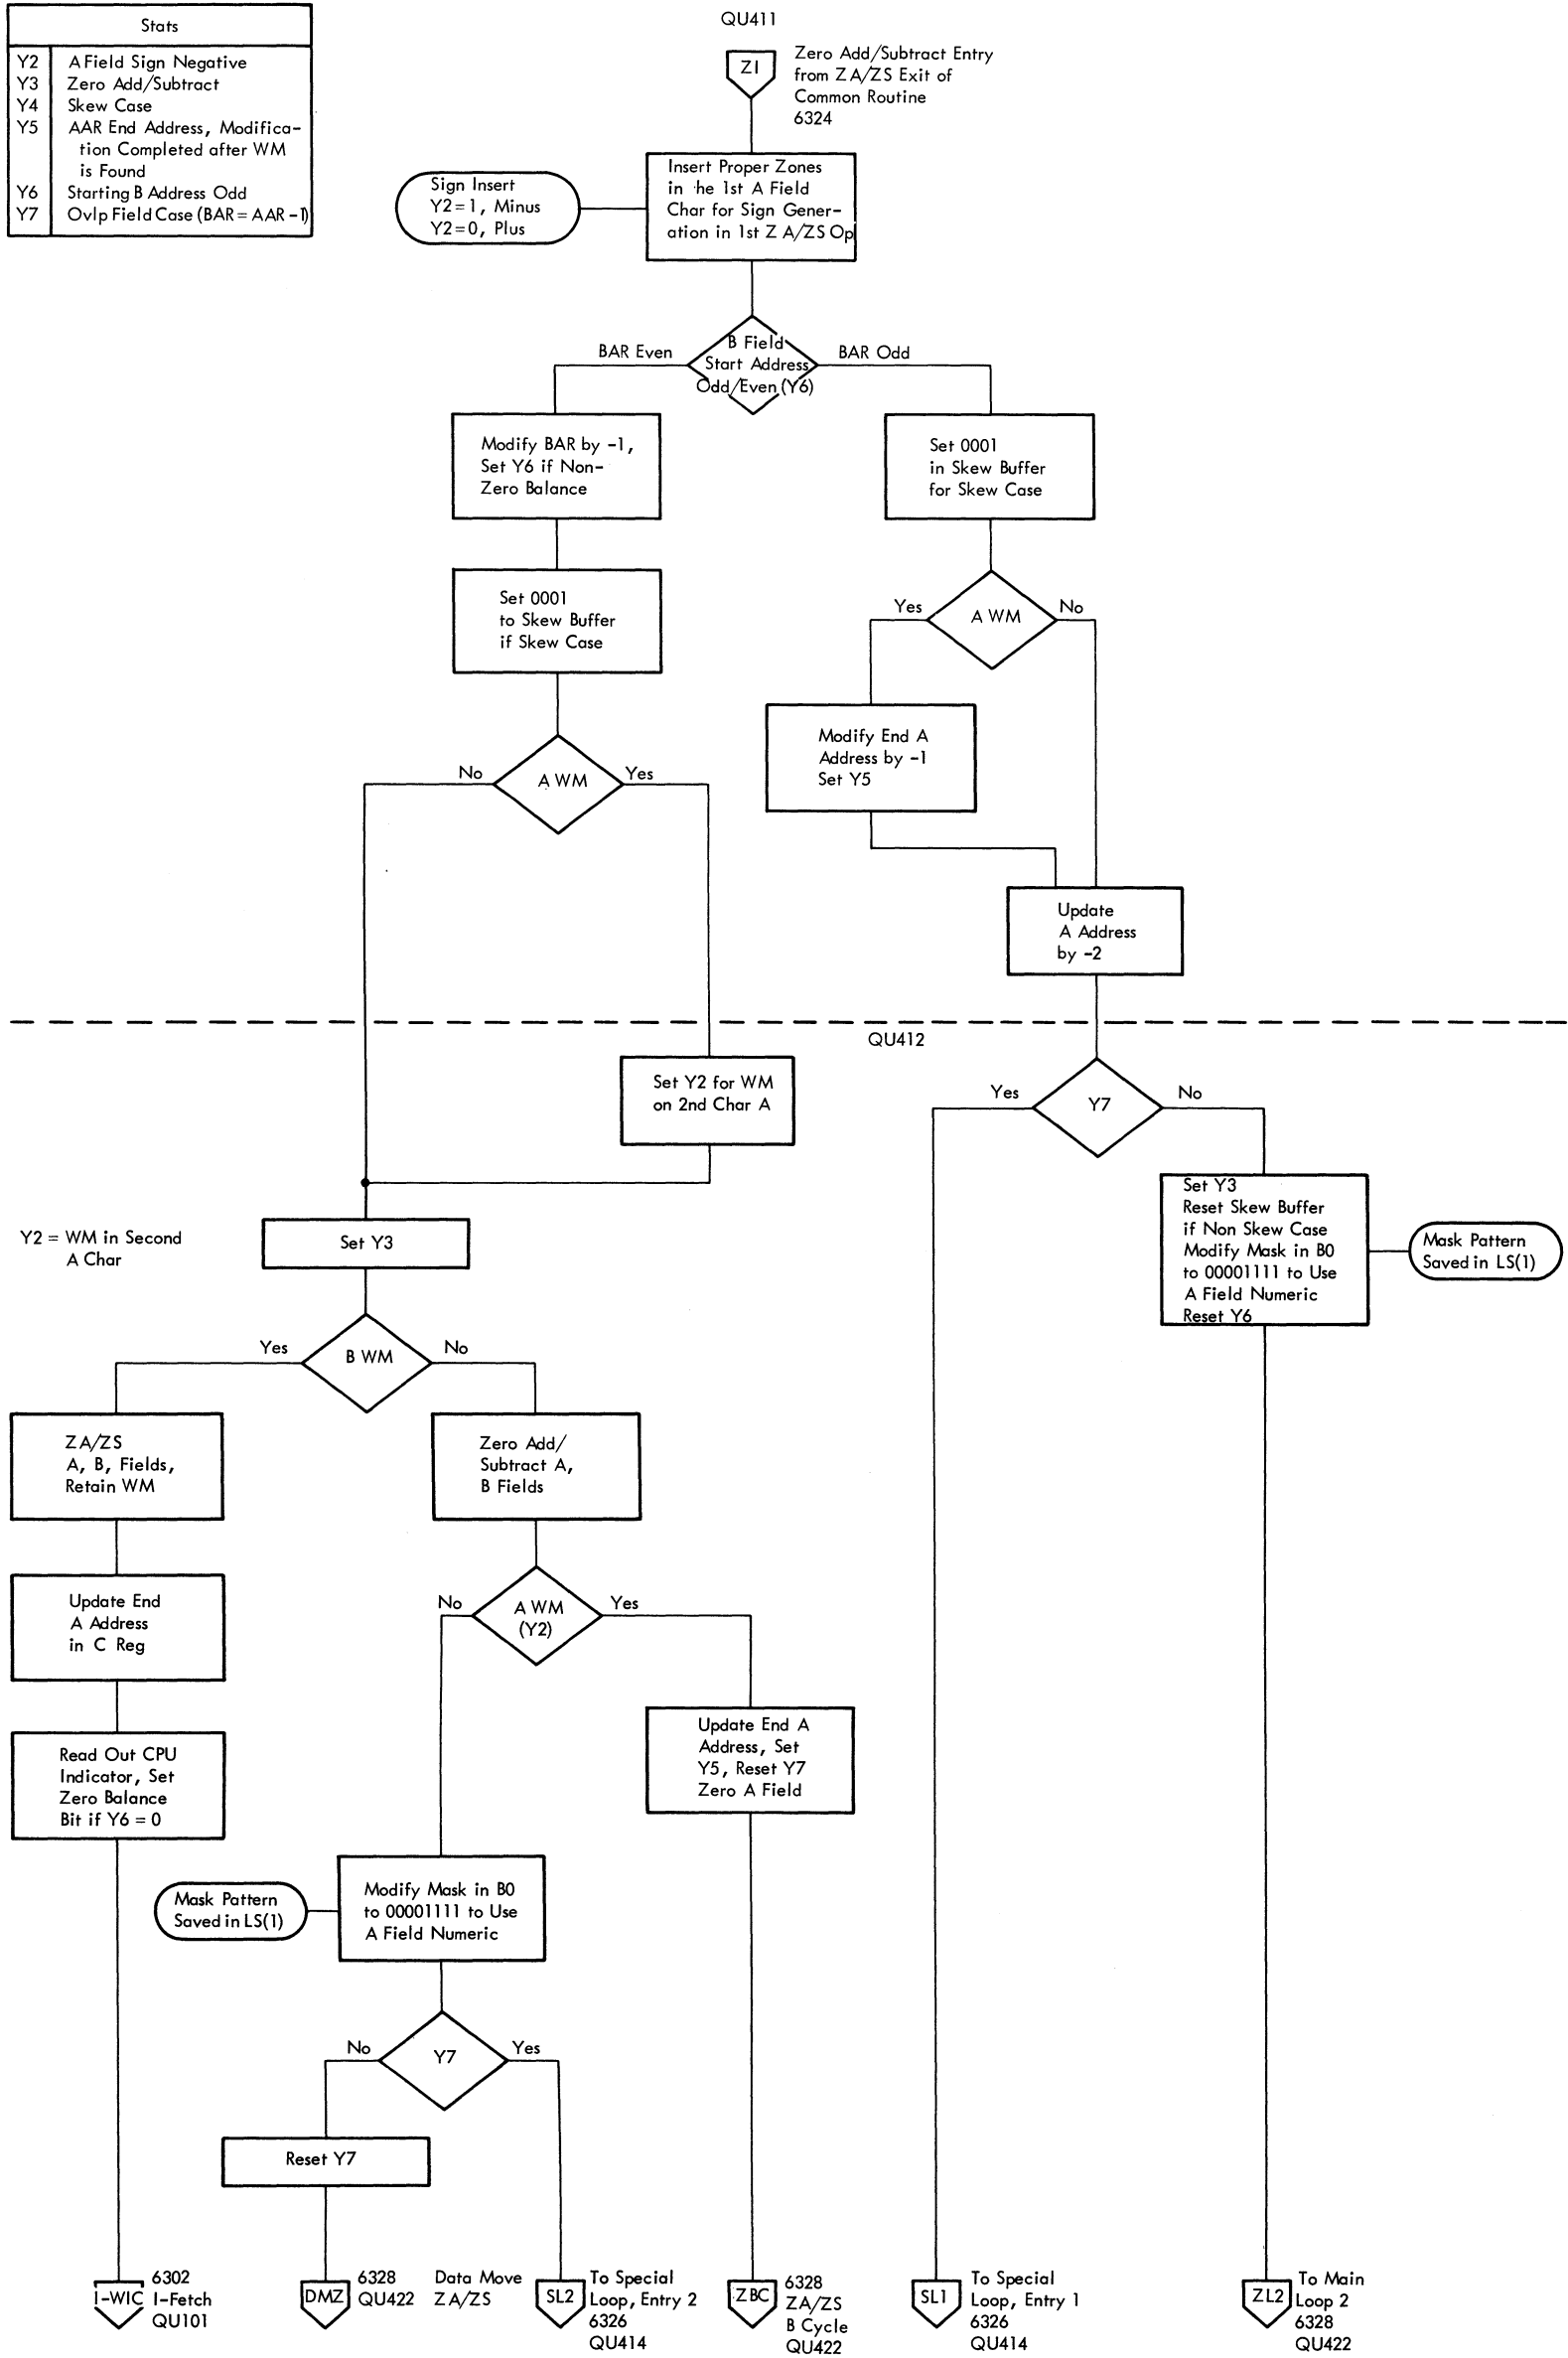 Stats
Y2 A Field Sign Negative
Y3 Zero Add/Subtract
Y4 Skew Case
Y5 AAR End Address, Modifica-
tion Completed after WM
is Found
Y6 Starting B Address Odd
Y7 Ovlp Field Case (BAR = AAR -1)
QU411
Z1
Zero Add/Subtract Entry
from Z A/ZS Exit of
Common Routine
6324
Sign Insert
Y2=1, Minus
Y2=0, Plus
Insert Proper Zones
in he 1st A Field
Char for Sign Gener-
ation in 1st Z A/ZS Op
BAR Even
B Field
Start Address
Odd/Even (Y6)
BAR Odd
Modify BAR by -1,
Set Y6 if Non-
Zero Balance
Set 0001
in Skew Buffer
for Skew Case
Set 0001
to Skew Buffer
if Skew Case
Yes
A WM
No
Modify End A
Address by -1
Set Y5
No
A WM
Yes
Update
A Address
by -2
QU412
Set Y2 for WM
on 2nd Char A
Yes
Y7
No
Set Y3
Reset Skew Buffer
if Non Skew Case
Modify Mask in B0
to 00001111 to Use
A Field Numeric
Reset Y6
Mask Pattern
Saved in LS(1)
Y2 = WM in Second
A Char
Set Y3
Yes
B WM
No
Z A/ZS
A, B, Fields,
Retain WM
Zero Add/
Subtract A,
B Fields
Update End
A Address
in C Reg
No
A WM
(Y2)
Yes
Read Out CPU
Indicator, Set
Zero Balance
Bit if Y6 = 0
Update End A
Address, Set
Y5, Reset Y7
Zero A Field
Mask Pattern
Saved in LS(1)
Modify Mask in B0
to 00001111 to Use
A Field Numeric
No
Y7
Yes
Reset Y7
I-WIC
6302
I-Fetch
QU101
DMZ
6328
QU422
Data Move
Z A/ZS
SL2
To Special
Loop, Entry 2
6326
QU414
ZBC
6328
ZA/ZS
B Cycle
QU422
SL1
To Special
Loop, Entry 1
6326
QU414
ZL2
To Main
Loop 2
6328
QU422